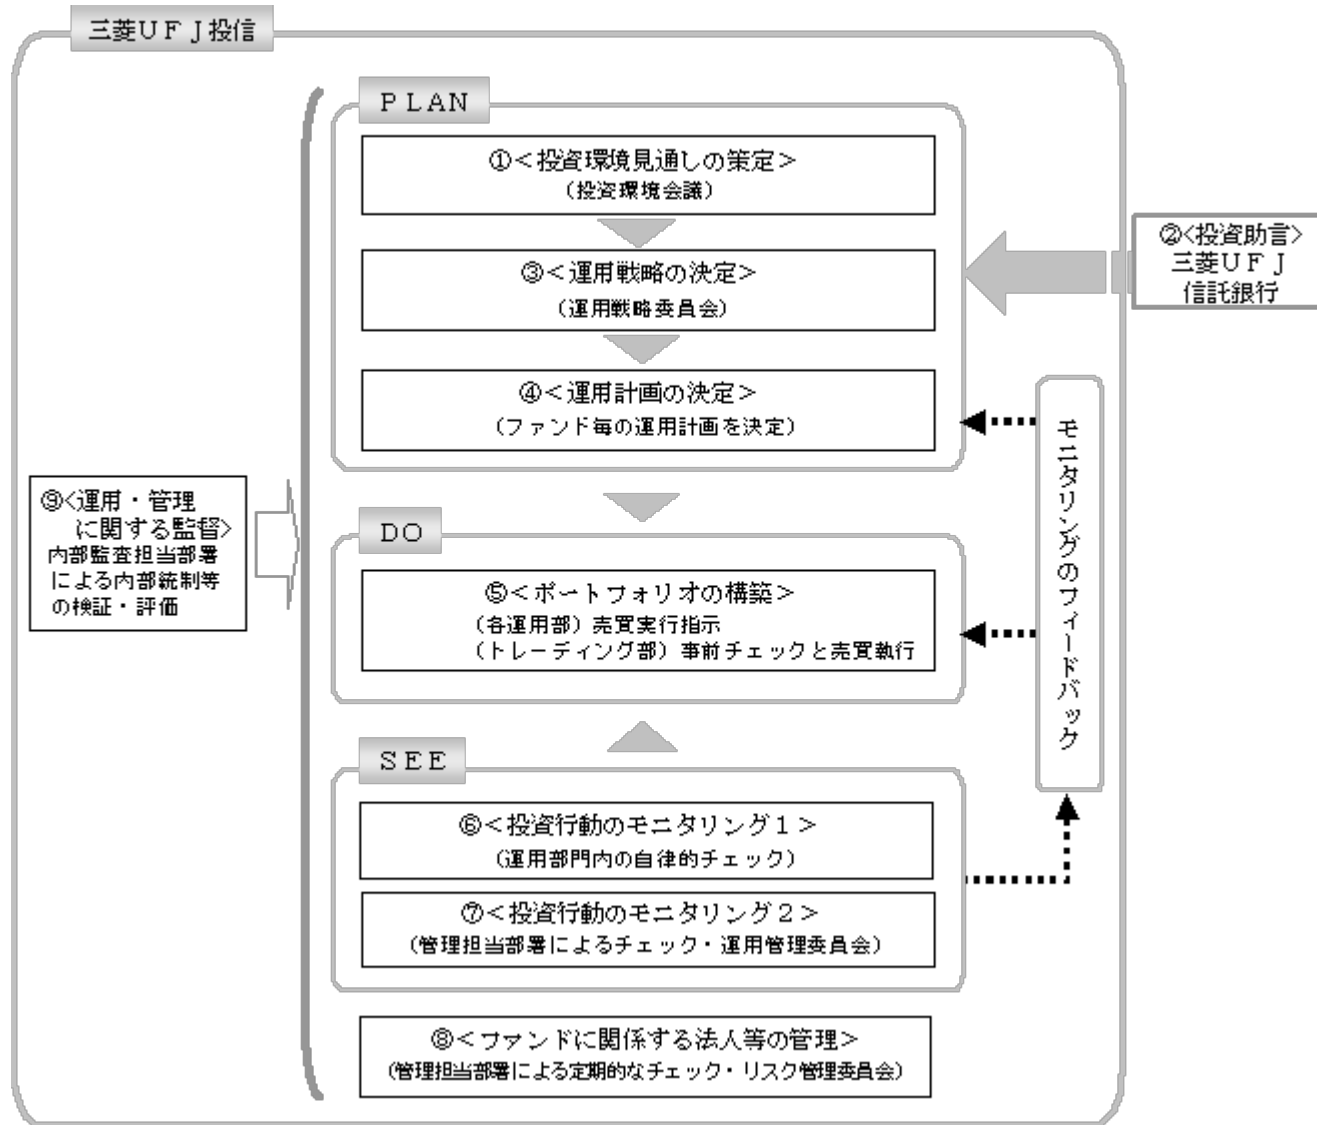 三菱ＵＦＪ投信
ＰＬＡＮ
①＜投資環境見通しの策定＞
（投資環境会議）
②<投資助言>
三菱ＵＦＪ
信託銀行
③＜運用戦略の決定＞
（運用戦略委員会）
④＜運用計画の決定＞
（ファンド毎の運用計画を決定）
モニタリングのフィードバック
⑨<運用・管理
に関する監督>
内部監査担当部署
による内部統制等
の検証・評価
ＤＯ
⑤＜ポートフォリオの構築＞
（各運用部）売買実行指示
（トレーディング部）事前チェックと売買執行
ＳＥＥ
⑥＜投資行動のモニタリング１＞
（運用部門内の自律的チェック）
⑦＜投資行動のモニタリング２＞
（管理担当部署によるチェック・運用管理委員会）
⑧＜ファンドに関係する法人等の管理＞
（管理担当部署による定期的なチェック・リスク管理委員会）